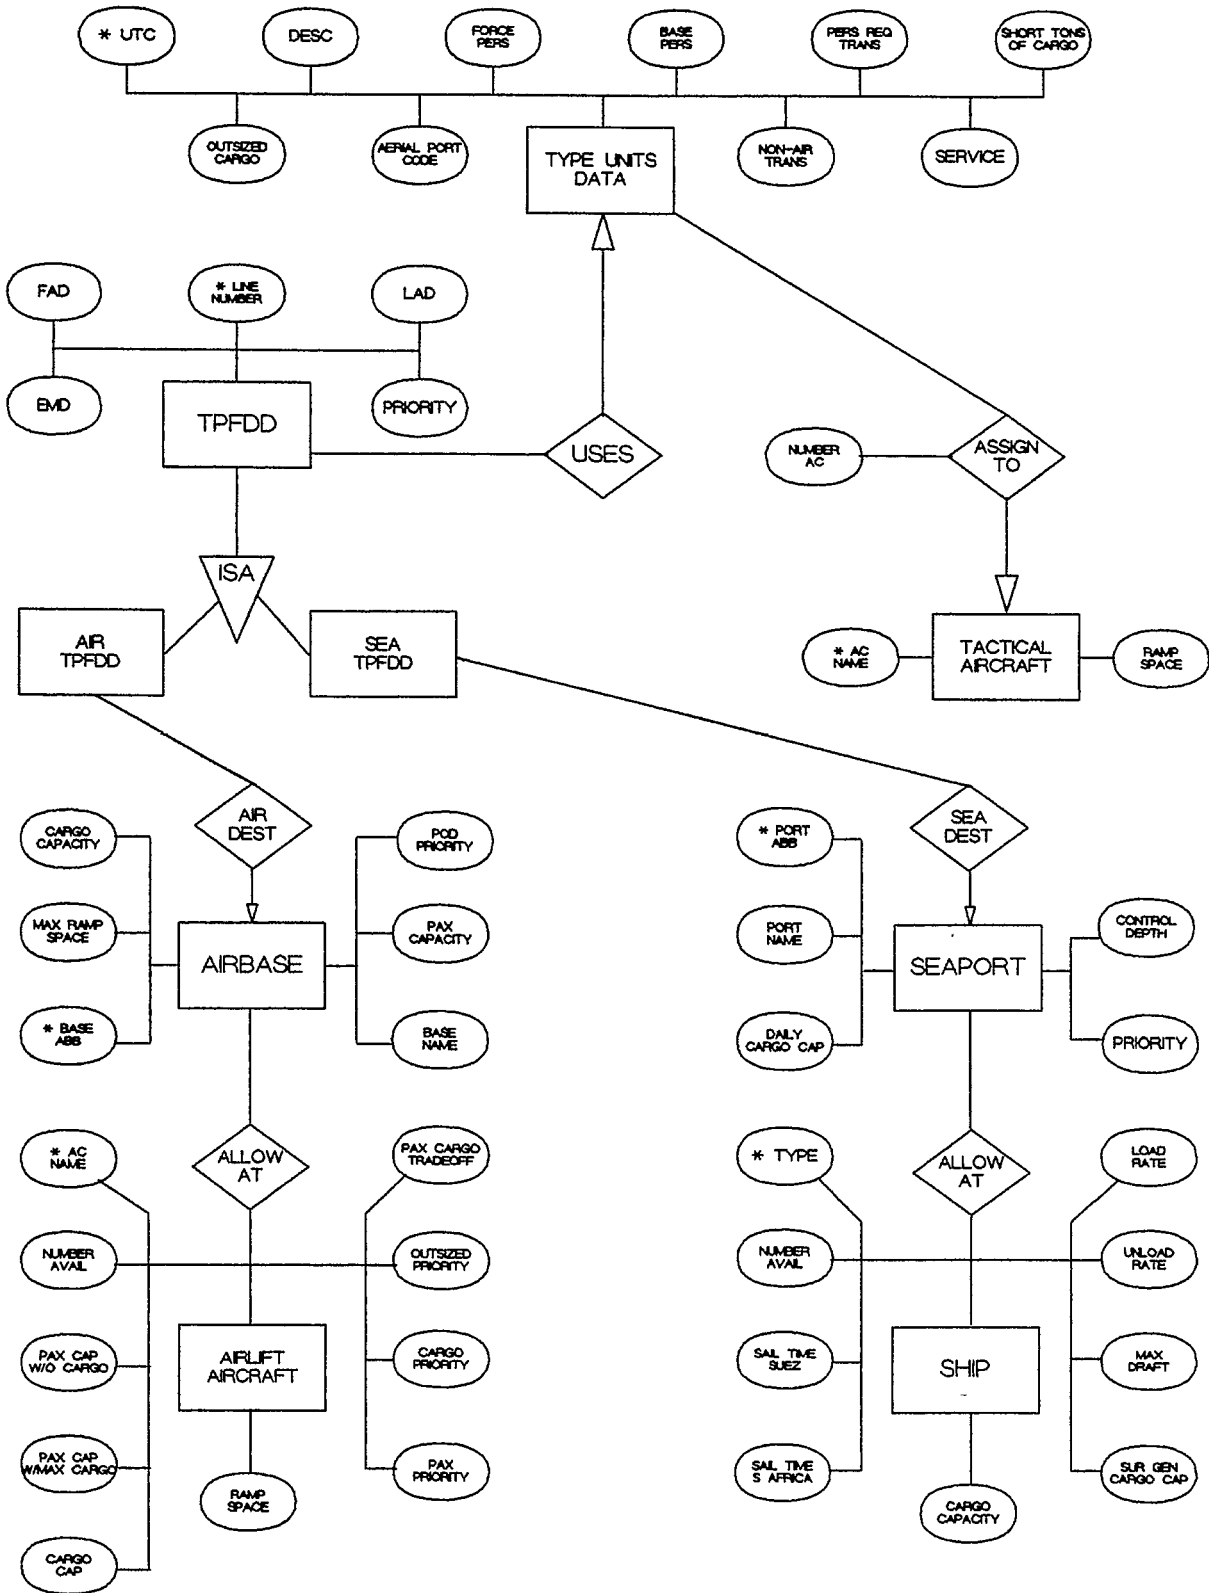 * UTC
DESC
FORCE
PERS
BASE
PERS
PERS REQ
TRANS
SHORT TONS
OF CARGO
OUTSIZED
CARGO
AERIAL PORT
CODE
TYPE UNITS
DATA
NON-AIR
TRANS
SERVICE
FAD
* LINE
NUMBER
LAD
EMD
TPFDD
PRIORITY
USES
NUMBER
AC
ASSIGN
TO
ISA
AIR
TPFDD
SEA
TPFDD
* AC
NAME
TACTICAL
AIRCRAFT
RAMP
SPACE
CARGO
CAPACITY
AIR
DEST
POD
PRIORITY
* PORT
ABB
SEA
DEST
MAX RAMP
SPACE
PAX
CAPACITY
PORT
NAME
CONTROL
DEPTH
AIRBASE
SEAPORT
* BASE
ABB
BASE
NAME
DAILY
CARGO CAP
PRIORITY
* AC
NAME
ALLOW
AT
PAX CARGO
TRADEOFF
* TYPE
ALLOW
AT
LOAD
RATE
NUMBER
AVAIL
OUTSIZED
PRIORITY
NUMBER
AVAIL
UNLOAD
RATE
PAX CAP
W/O CARGO
AIRLIFT
AIRCRAFT
CARGO
PRIORITY
SAIL TIME
SUEZ
SHIP
MAX
DRAFT
PAX CAP
W/MAX CARGO
RAMP
SPACE
PAX
PRIORITY
SAIL TIME
S AFRICA
CARGO
CAPACITY
SUR GEN
CARGO CAP
CARGO
CAP